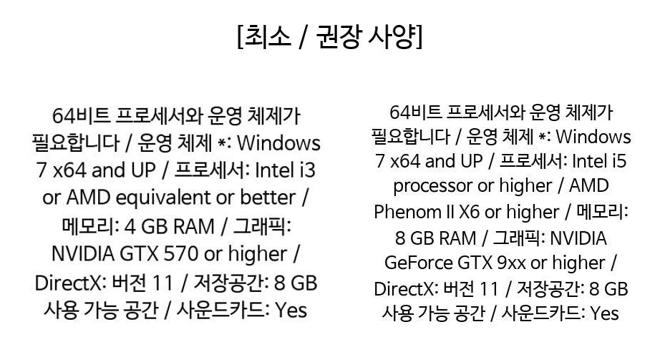 [최소 / 권장 사양]
64비트 프로세서와 운영 체제가
필요합니다 / 운영 체제 *: Windows
7 x64 and UP / 프로세서: Intel i3
or AMD equivalent or better /
메모리: 4 GB RAM / 그래픽:
NVIDIA GTX 570 or higher /
DirectX: 버전 11 / 저장공간: 8 GB
사용 가능 공간 / 사운드카드: Yes
64비트 프로세서와 운영 체제가
필요합니다 / 운영 체제 *: Windows
7 x64 and UP / 프로세서: Intel i5
processor or higher / AMD
Phenom II X6 or higher / 메모리:
8 GB RAM / 그래픽: NVIDIA
GeForce GTX 9xx or higher /
DirectX: 버전 11 / 저장공간: 8 GB
사용 가능 공간 / 사운드카드: Yes